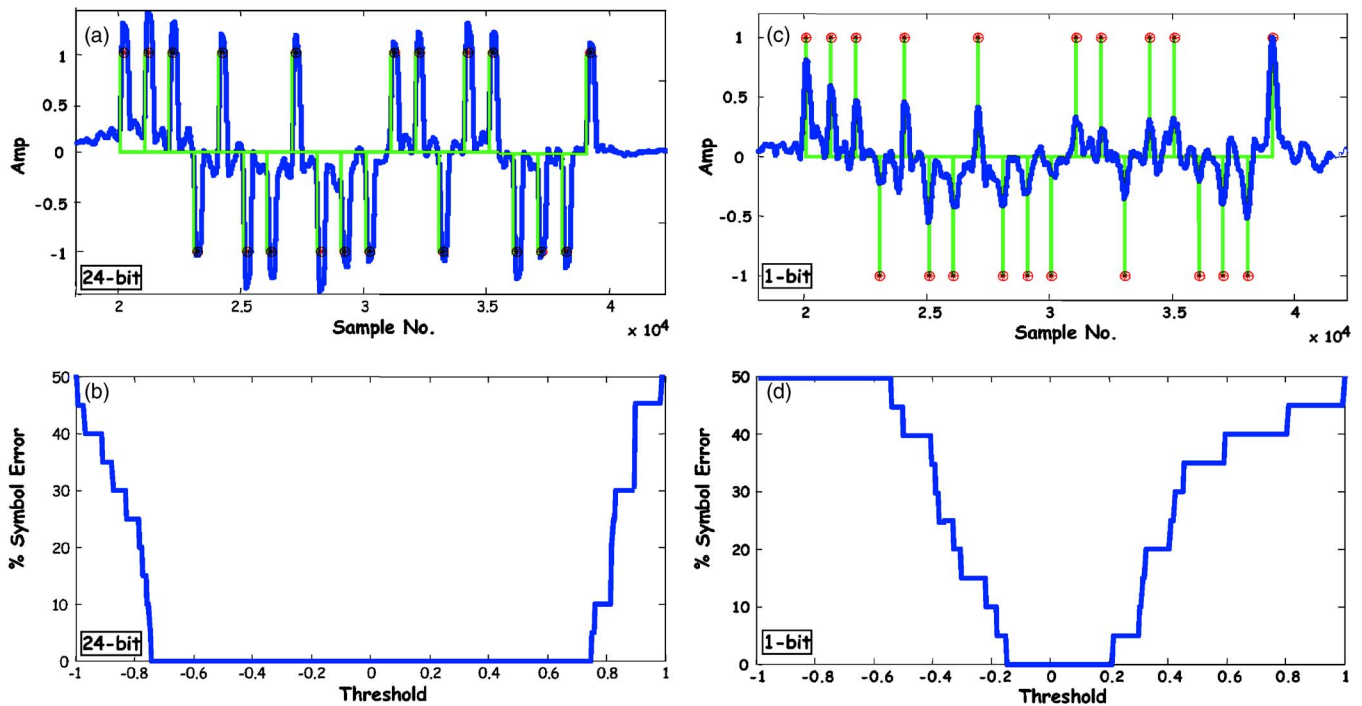 (a)
1
0.5
0
-0.5
-1
Amp
24-bit
2 2.5 3 3.5 4
Sample No.
× 10⁴
(c)
1
0.5
0
-0.5
-1
Amp
1-bit
2 2.5 3 3.5 4
Sample No.
× 10⁴
(b)
50
40
30
20
10
0
% Symbol Error
24-bit
-1 -0.8 -0.6 -0.4 -0.2 0 0.2 0.4 0.6 0.8 1
Threshold
(d)
50
40
30
20
10
0
% Symbol Error
1-bit
-1 -0.8 -0.6 -0.4 -0.2 0 0.2 0.4 0.6 0.8 1
Threshold